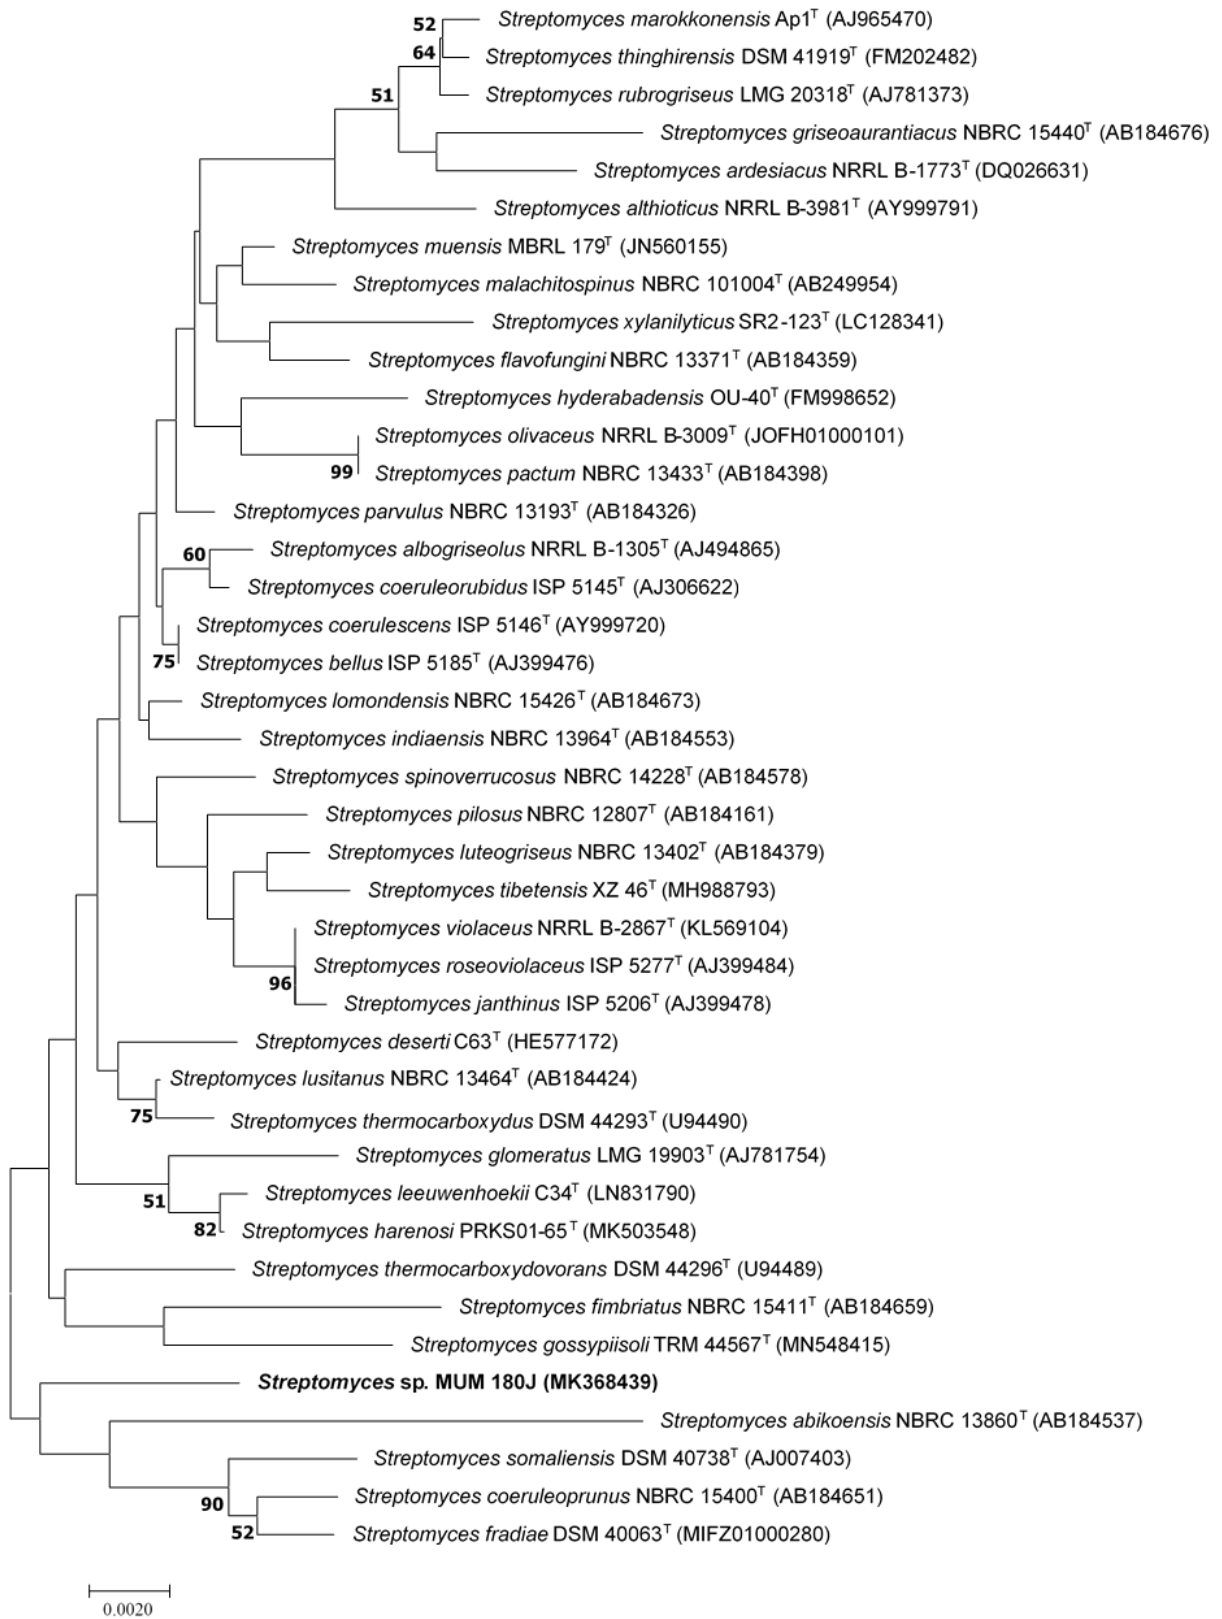 52
Streptomyces marokkonensis Ap1ᵀ (AJ965470)
64
Streptomyces thinghirensis DSM 41919ᵀ (FM202482)
51
Streptomyces rubrogriseus LMG 20318ᵀ (AJ781373)
Streptomyces griseoaurantiacus NBRC 15440ᵀ (AB184676)
Streptomyces ardesiacus NRRL B-1773ᵀ (DQ026631)
Streptomyces althioticus NRRL B-3981ᵀ (AY999791)
Streptomyces muensis MBRL 179ᵀ (JN560155)
Streptomyces malachitospinus NBRC 101004ᵀ (AB249954)
Streptomyces xylanilyticus SR2-123ᵀ (LC128341)
Streptomyces flavofungini NBRC 13371ᵀ (AB184359)
Streptomyces hyderabadensis OU-40ᵀ (FM998652)
Streptomyces olivaceus NRRL B-3009ᵀ (JOFH01000101)
99
Streptomyces pactum NBRC 13433ᵀ (AB184398)
Streptomyces parvulus NBRC 13193ᵀ (AB184326)
60
Streptomyces albogriseolus NRRL B-1305ᵀ (AJ494865)
Streptomyces coeruleorubidus ISP 5145ᵀ (AJ306622)
Streptomyces coerulescens ISP 5146ᵀ (AY999720)
75
Streptomyces bellus ISP 5185ᵀ (AJ399476)
Streptomyces lomondensis NBRC 15426ᵀ (AB184673)
Streptomyces indiaensis NBRC 13964ᵀ (AB184553)
Streptomyces spinoverrucosus NBRC 14228ᵀ (AB184578)
Streptomyces pilosus NBRC 12807ᵀ (AB184161)
Streptomyces luteogriseus NBRC 13402ᵀ (AB184379)
Streptomyces tibetensis XZ 46ᵀ (MH988793)
Streptomyces violaceus NRRL B-2867ᵀ (KL569104)
Streptomyces roseoviolaceus ISP 5277ᵀ (AJ399484)
96
Streptomyces janthinus ISP 5206ᵀ (AJ399478)
Streptomyces deserti C63ᵀ (HE577172)
Streptomyces lusitanus NBRC 13464ᵀ (AB184424)
75
Streptomyces thermocarboxydus DSM 44293ᵀ (U94490)
Streptomyces glomeratus LMG 19903ᵀ (AJ781754)
51
Streptomyces leeuwenhoekii C34ᵀ (LN831790)
82
Streptomyces harenosi PRKS01-65ᵀ (MK503548)
Streptomyces thermocarboxydovorans DSM 44296ᵀ (U94489)
Streptomyces fimbriatus NBRC 15411ᵀ (AB184659)
Streptomyces gossypiisoli TRM 44567ᵀ (MN548415)
Streptomyces sp. MUM 180J (MK368439)
Streptomyces abikoensis NBRC 13860ᵀ (AB184537)
Streptomyces somaliensis DSM 40738ᵀ (AJ007403)
90
Streptomyces coeruleoprunus NBRC 15400ᵀ (AB184651)
52
Streptomyces fradiae DSM 40063ᵀ (MIFZ01000280)
0.0020